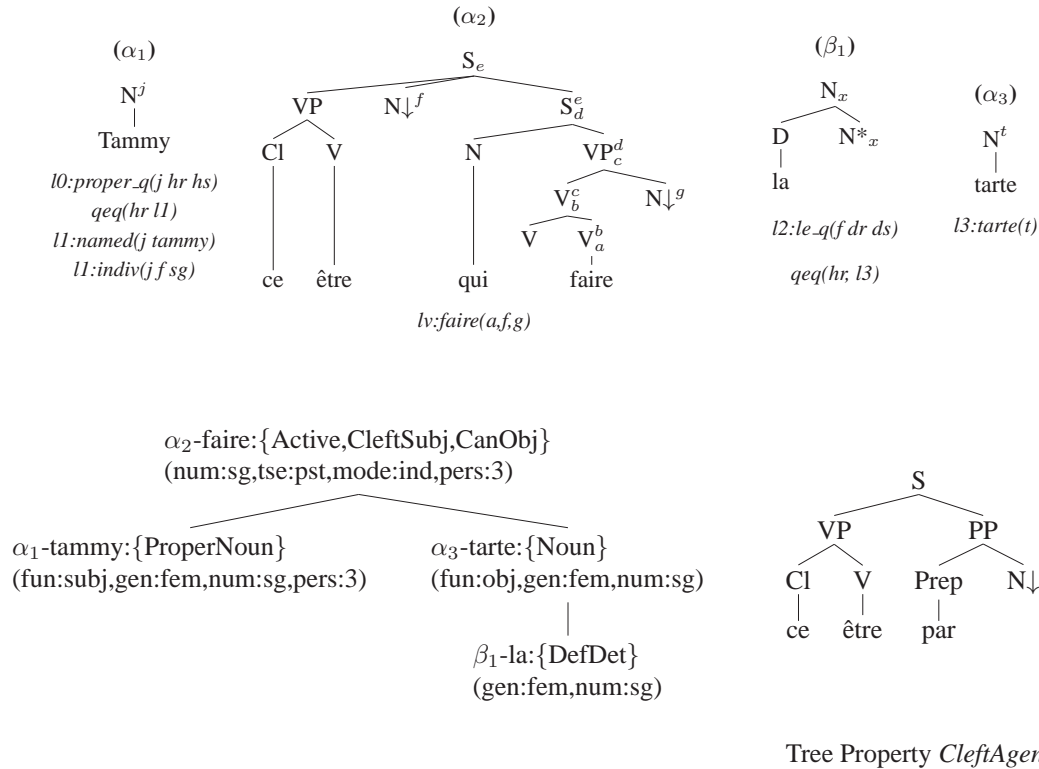 (α1)
N^j
Tammy
l0:proper_q(j hr hs)
qeq(hr l1)
l1:named(j tammy)
l1:indiv(j f sg)
(α2)
S_e
VP N↓^f S^e_d
Cl V N VP^d_c
V^c_b N↓^g
V V^b_a
ce être qui faire
lv:faire(a,f,g)
(β1)
N_x
D N*_x
la
l2:le_q(f dr ds)
qeq(hr, l3)
(α3)
N^t
tarte
l3:tarte(t)
α2-faire:{Active,CleftSubj,CanObj}
(num:sg,tse:pst,mode:ind,pers:3)
α1-tammy:{ProperNoun}
(fun:subj,gen:fem,num:sg,pers:3)
α3-tarte:{Noun}
(fun:obj,gen:fem,num:sg)
β1-la:{DefDet}
(gen:fem,num:sg)
S
VP PP
Cl V Prep N↓
ce être par
Tree Property CleftAgen